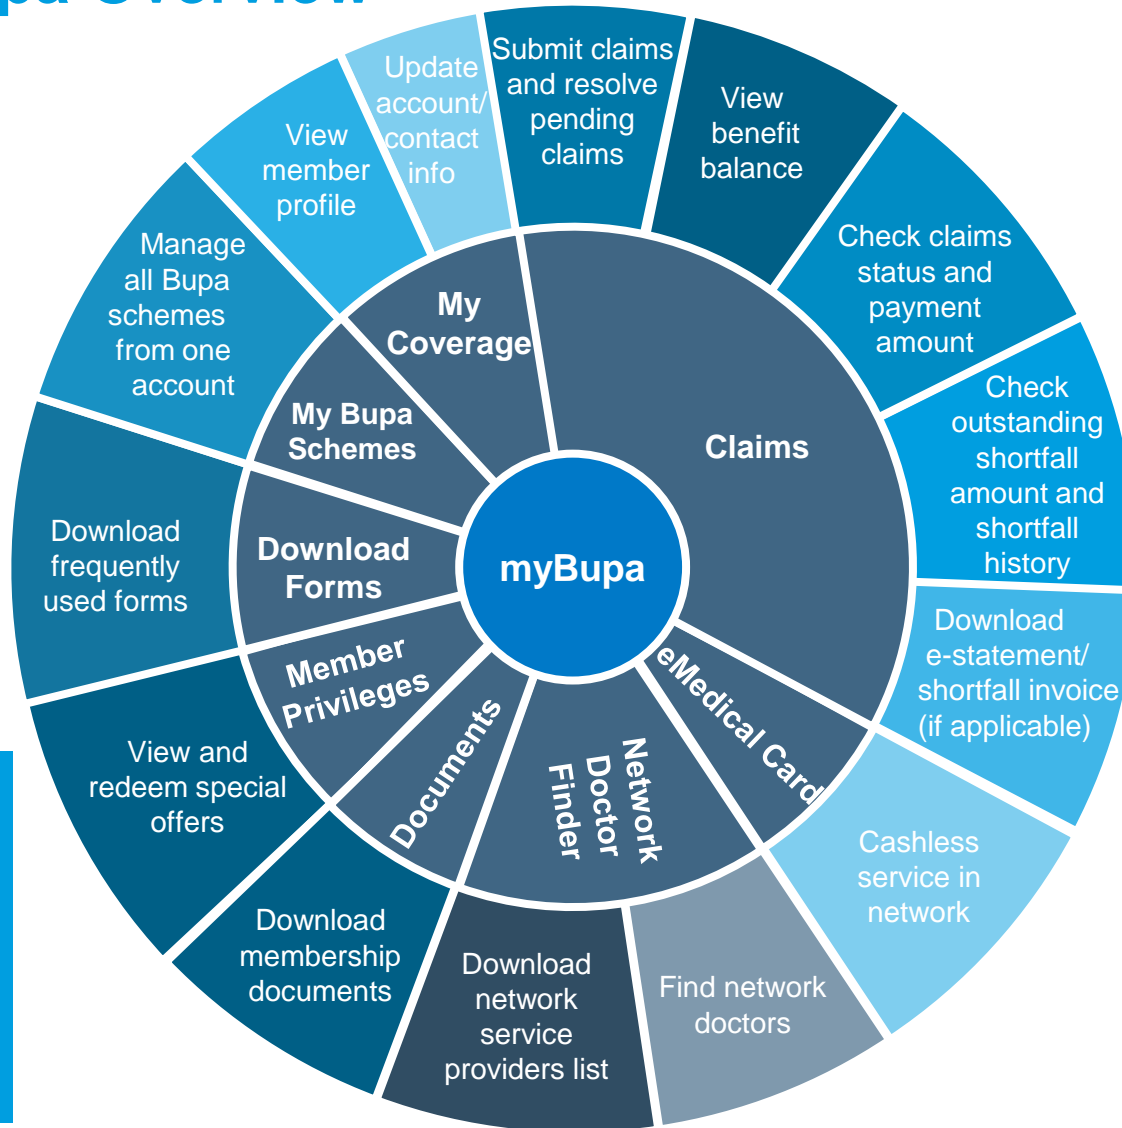 pa Overview
Submit claims
and resolve
pending
claims
View
benefit
balance
Check claims
status and
payment
amount
Check
outstanding
shortfall
amount and
shortfall
history
Download
e-statement/
shortfall invoice
(if applicable)
Cashless
service in
network
Find network
doctors
Download
network
service
providers list
Download
membership
documents
View and
redeem special
offers
Download
frequently
used forms
Manage
all Bupa
schemes
from one
account
View
member
profile
Update
account/
contact
info
My
Coverage
Claims
eMedical Card
Network
Doctor
Finder
Documents
Member
Privileges
Download
Forms
My Bupa
Schemes
myBupa